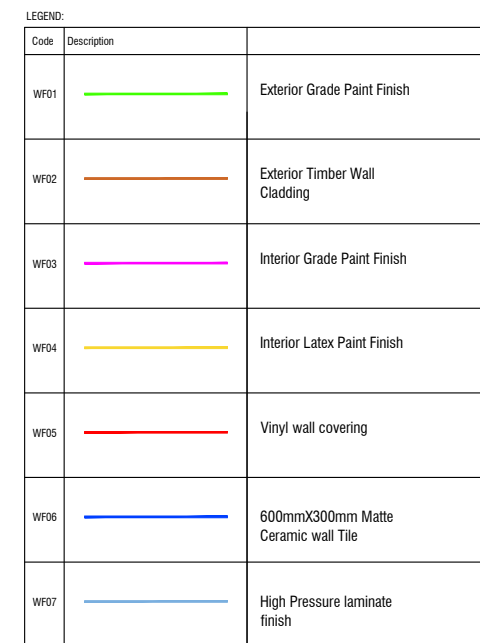 LEGEND:
Code Description
WF01 Exterior Grade Paint Finish
WF02 Exterior Timber Wall
Cladding
WF03 Interior Grade Paint Finish
WF04 Interior Latex Paint Finish
WF05 Vinyl wall covering
WF06 600mmX300mm Matte
Ceramic wall Tile
WF07 High Pressure laminate
finish